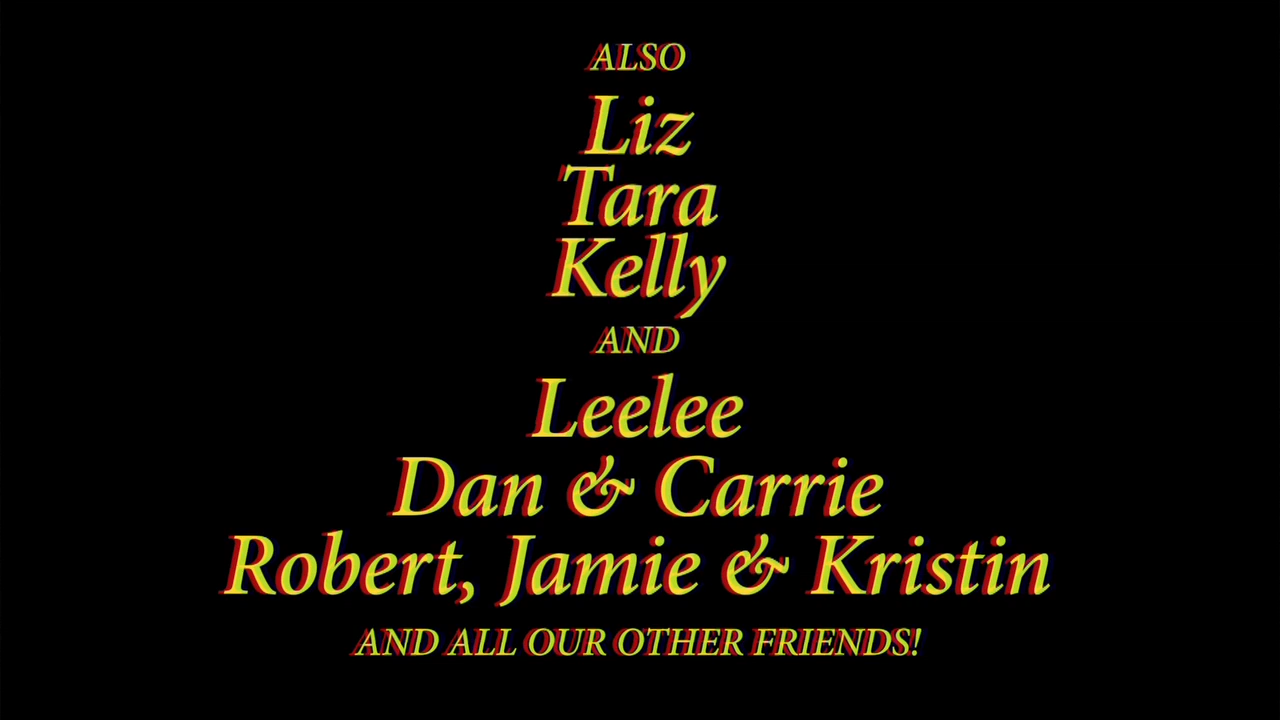 ALSO
Liz
Tara
Kelly
AND
Leelee
Dan & Carrie
Robert, Jamie & Kristin
AND ALL OUR OTHER FRIENDS!